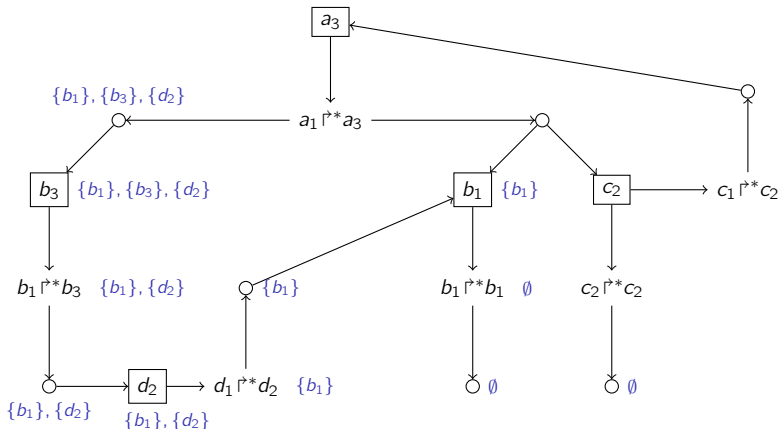 a₃
{b₁}, {b₃}, {d₂}
a₁ ↱* a₃
b₃ {b₁}, {b₃}, {d₂} b₁ {b₁} c₂ c₁ ↱* c₂
b₁ ↱* b₃ {b₁}, {d₂} {b₁} b₁ ↱* b₁ ∅ c₂ ↱* c₂
d₂ d₁ ↱* d₂ {b₁} ∅ ∅
{b₁}, {d₂} {b₁}, {d₂}